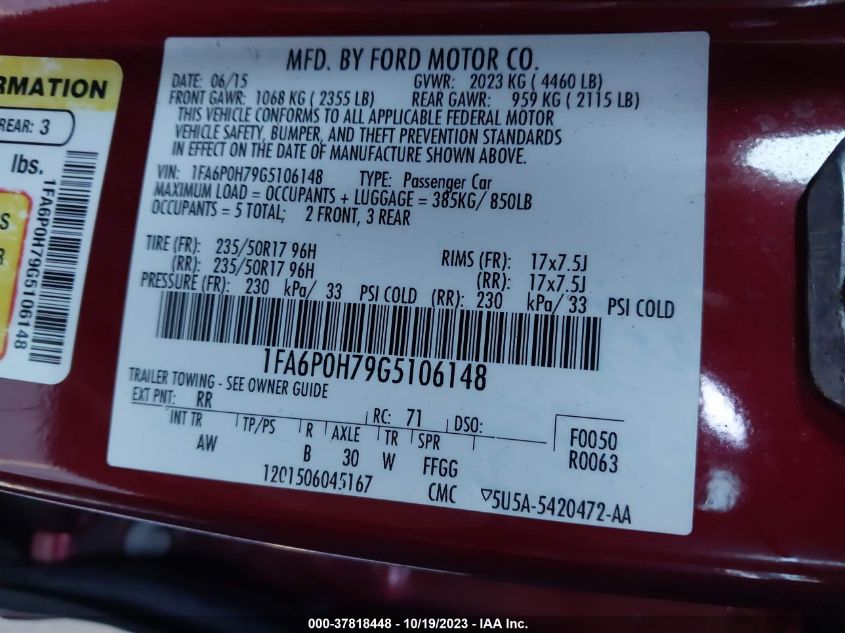 RMATION
REAR: 3
lbs.
S
R
1FA6P0H79G5106148
MFD. BY FORD MOTOR CO.
DATE: 06/15 GVWR: 2023 KG ( 4460 LB)
FRONT GAWR: 1068 KG ( 2355 LB) REAR GAWR: 959 KG ( 2115 LB)
THIS VEHICLE CONFORMS TO ALL APPLICABLE FEDERAL MOTOR
VEHICLE SAFETY, BUMPER, AND THEFT PREVENTION STANDARDS
IN EFFECT ON THE DATE OF MANUFACTURE SHOWN ABOVE.
VIN: 1FA6P0H79G5106148 TYPE: Passenger Car
MAXIMUM LOAD = OCCUPANTS + LUGGAGE = 385KG/ 850LB
OCCUPANTS = 5 TOTAL; 2 FRONT, 3 REAR
TIRE (FR): 235/50R17 96H RIMS (FR): 17x7.5J
(RR): 235/50R17 96H (RR): 17x7.5J
PRESSURE (FR): 230 kPa/ 33 PSI COLD (RR): 230 kPa/ 33 PSI COLD
1FA6P0H79G5106148
TRAILER TOWING - SEE OWNER GUIDE
EXT PNT: RR RC: 71 DSO: F0050
INT TR TP/PS R AXLE TR SPR R0063
AW B 30 W FFGG
1201506045167 CMC ▽5U5A-5420472-AA
000-37818448 - 10/19/2023 - IAA Inc.